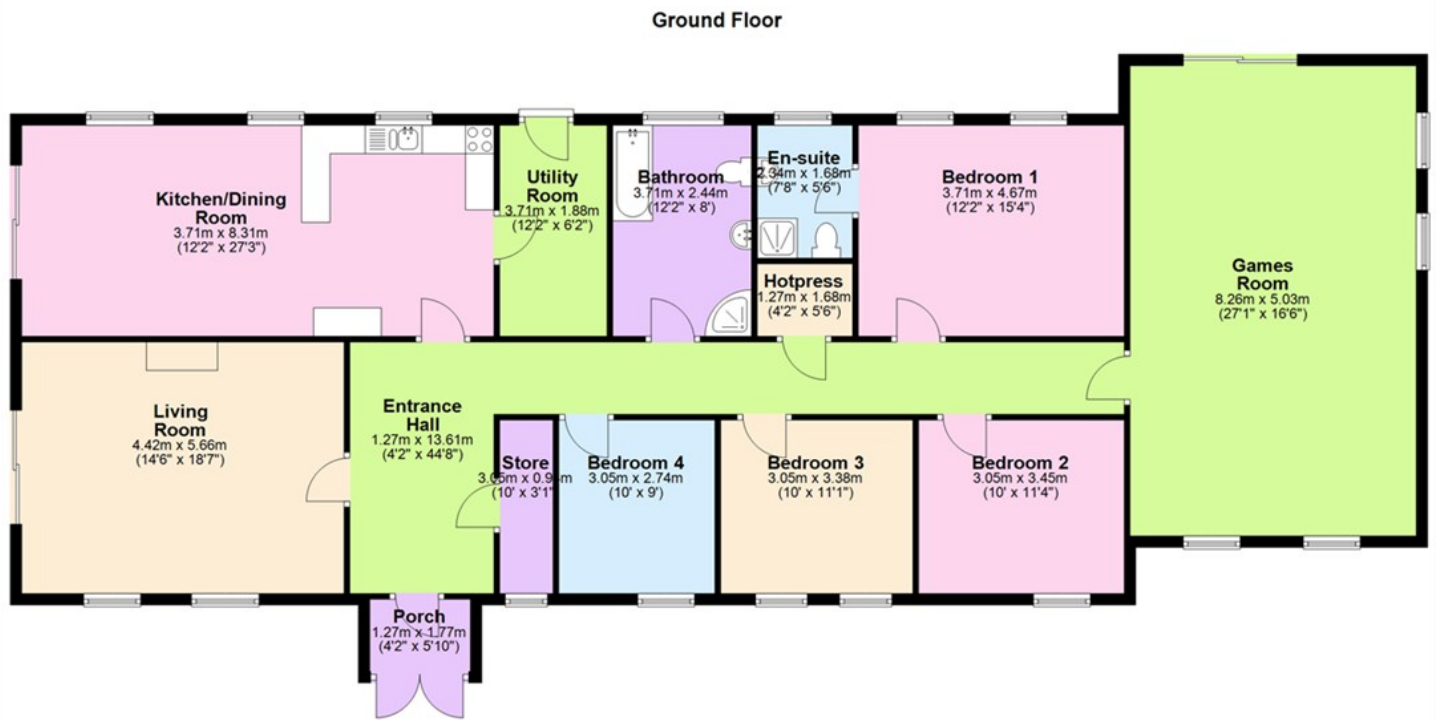 Ground Floor
Kitchen/Dining
Room
3.71m x 8.31m
(12'2" x 27'3")
Utility
Room
3.71m x 1.88m
(12'2" x 6'2")
Bathroom
3.71m x 2.44m
(12'2" x 8')
En-suite
2.34m x 1.68m
(7'8" x 5'6")
Bedroom 1
3.71m x 4.67m
(12'2" x 15'4")
Hotpress
1.27m x 1.68m
(4'2" x 5'6")
Games
Room
8.26m x 5.03m
(27'1" x 16'6")
Living
Room
4.42m x 5.66m
(14'6" x 18'7")
Entrance
Hall
1.27m x 13.61m
(4'2" x 44'8")
Store
(10' x 3'1")
Bedroom 4
3.05m x 2.74m
(10' x 9')
Bedroom 3
3.05m x 3.38m
(10' x 11'1")
Bedroom 2
3.05m x 3.45m
(10' x 11'4")
Porch
1.27m x 1.77m
(4'2" x 5'10")